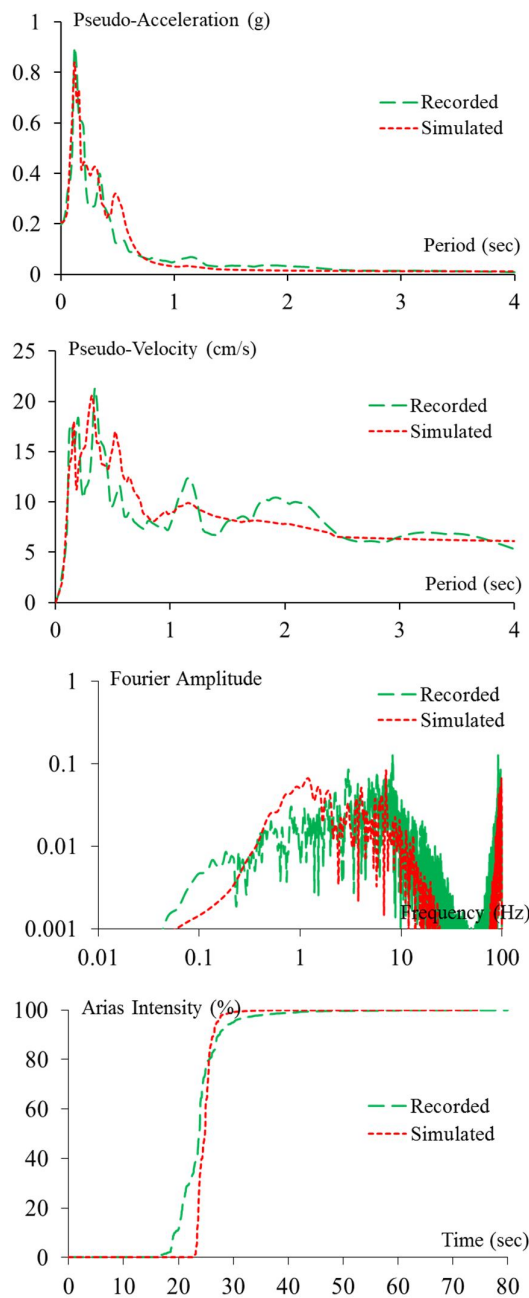 Pseudo-Acceleration (g)
1
0.8
0.6
0.4
0.2
0
Recorded
Simulated
Period (sec)
0 1 2 3 4
Pseudo-Velocity (cm/s)
25
20
15
10
5
0
Recorded
Simulated
Period (sec)
0 1 2 3 4
Fourier Amplitude
1
0.1
0.01
0.001
Recorded
Simulated
Frequency (Hz)
0.01 0.1 1 10 100
Arias Intensity (%)
100
80
60
40
20
0
Recorded
Simulated
Time (sec)
0 10 20 30 40 50 60 70 80